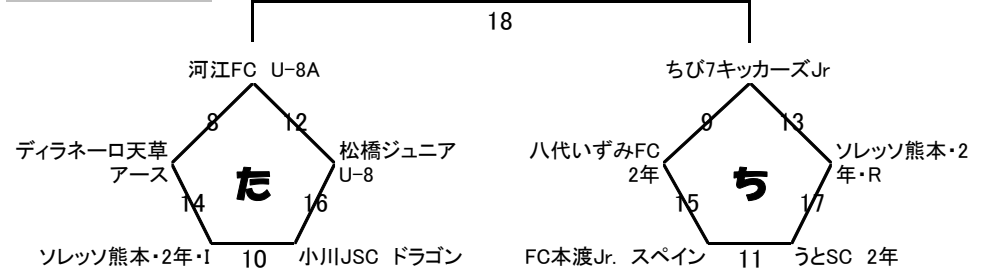 18
河江FC U-8A
ちび7キッカーズJr
8
12
9
13
ディラネーロ天草
アース
松橋ジュニア
U-8
八代いずみFC
2年
ソレッソ熊本・2
年・R
た
ち
14
16
15
17
ソレッソ熊本・2年・I
10
小川JSC ドラゴン
FC本渡Jr. スペイン
11
うとSC 2年